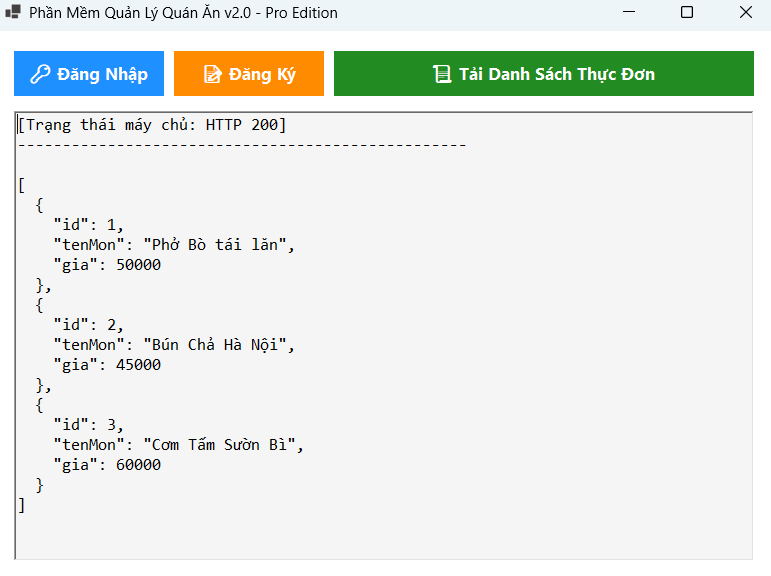 Phần Mềm Quản Lý Quán Ăn v2.0 - Pro Edition
Đăng Nhập Đăng Ký Tải Danh Sách Thực Đơn
[Trạng thái máy chủ: HTTP 200]
--------------------------------------------------
[
  {
    "id": 1,
    "tenMon": "Phở Bò tái lăn",
    "gia": 50000
  },
  {
    "id": 2,
    "tenMon": "Bún Chả Hà Nội",
    "gia": 45000
  },
  {
    "id": 3,
    "tenMon": "Cơm Tấm Sườn Bì",
    "gia": 60000
  }
]